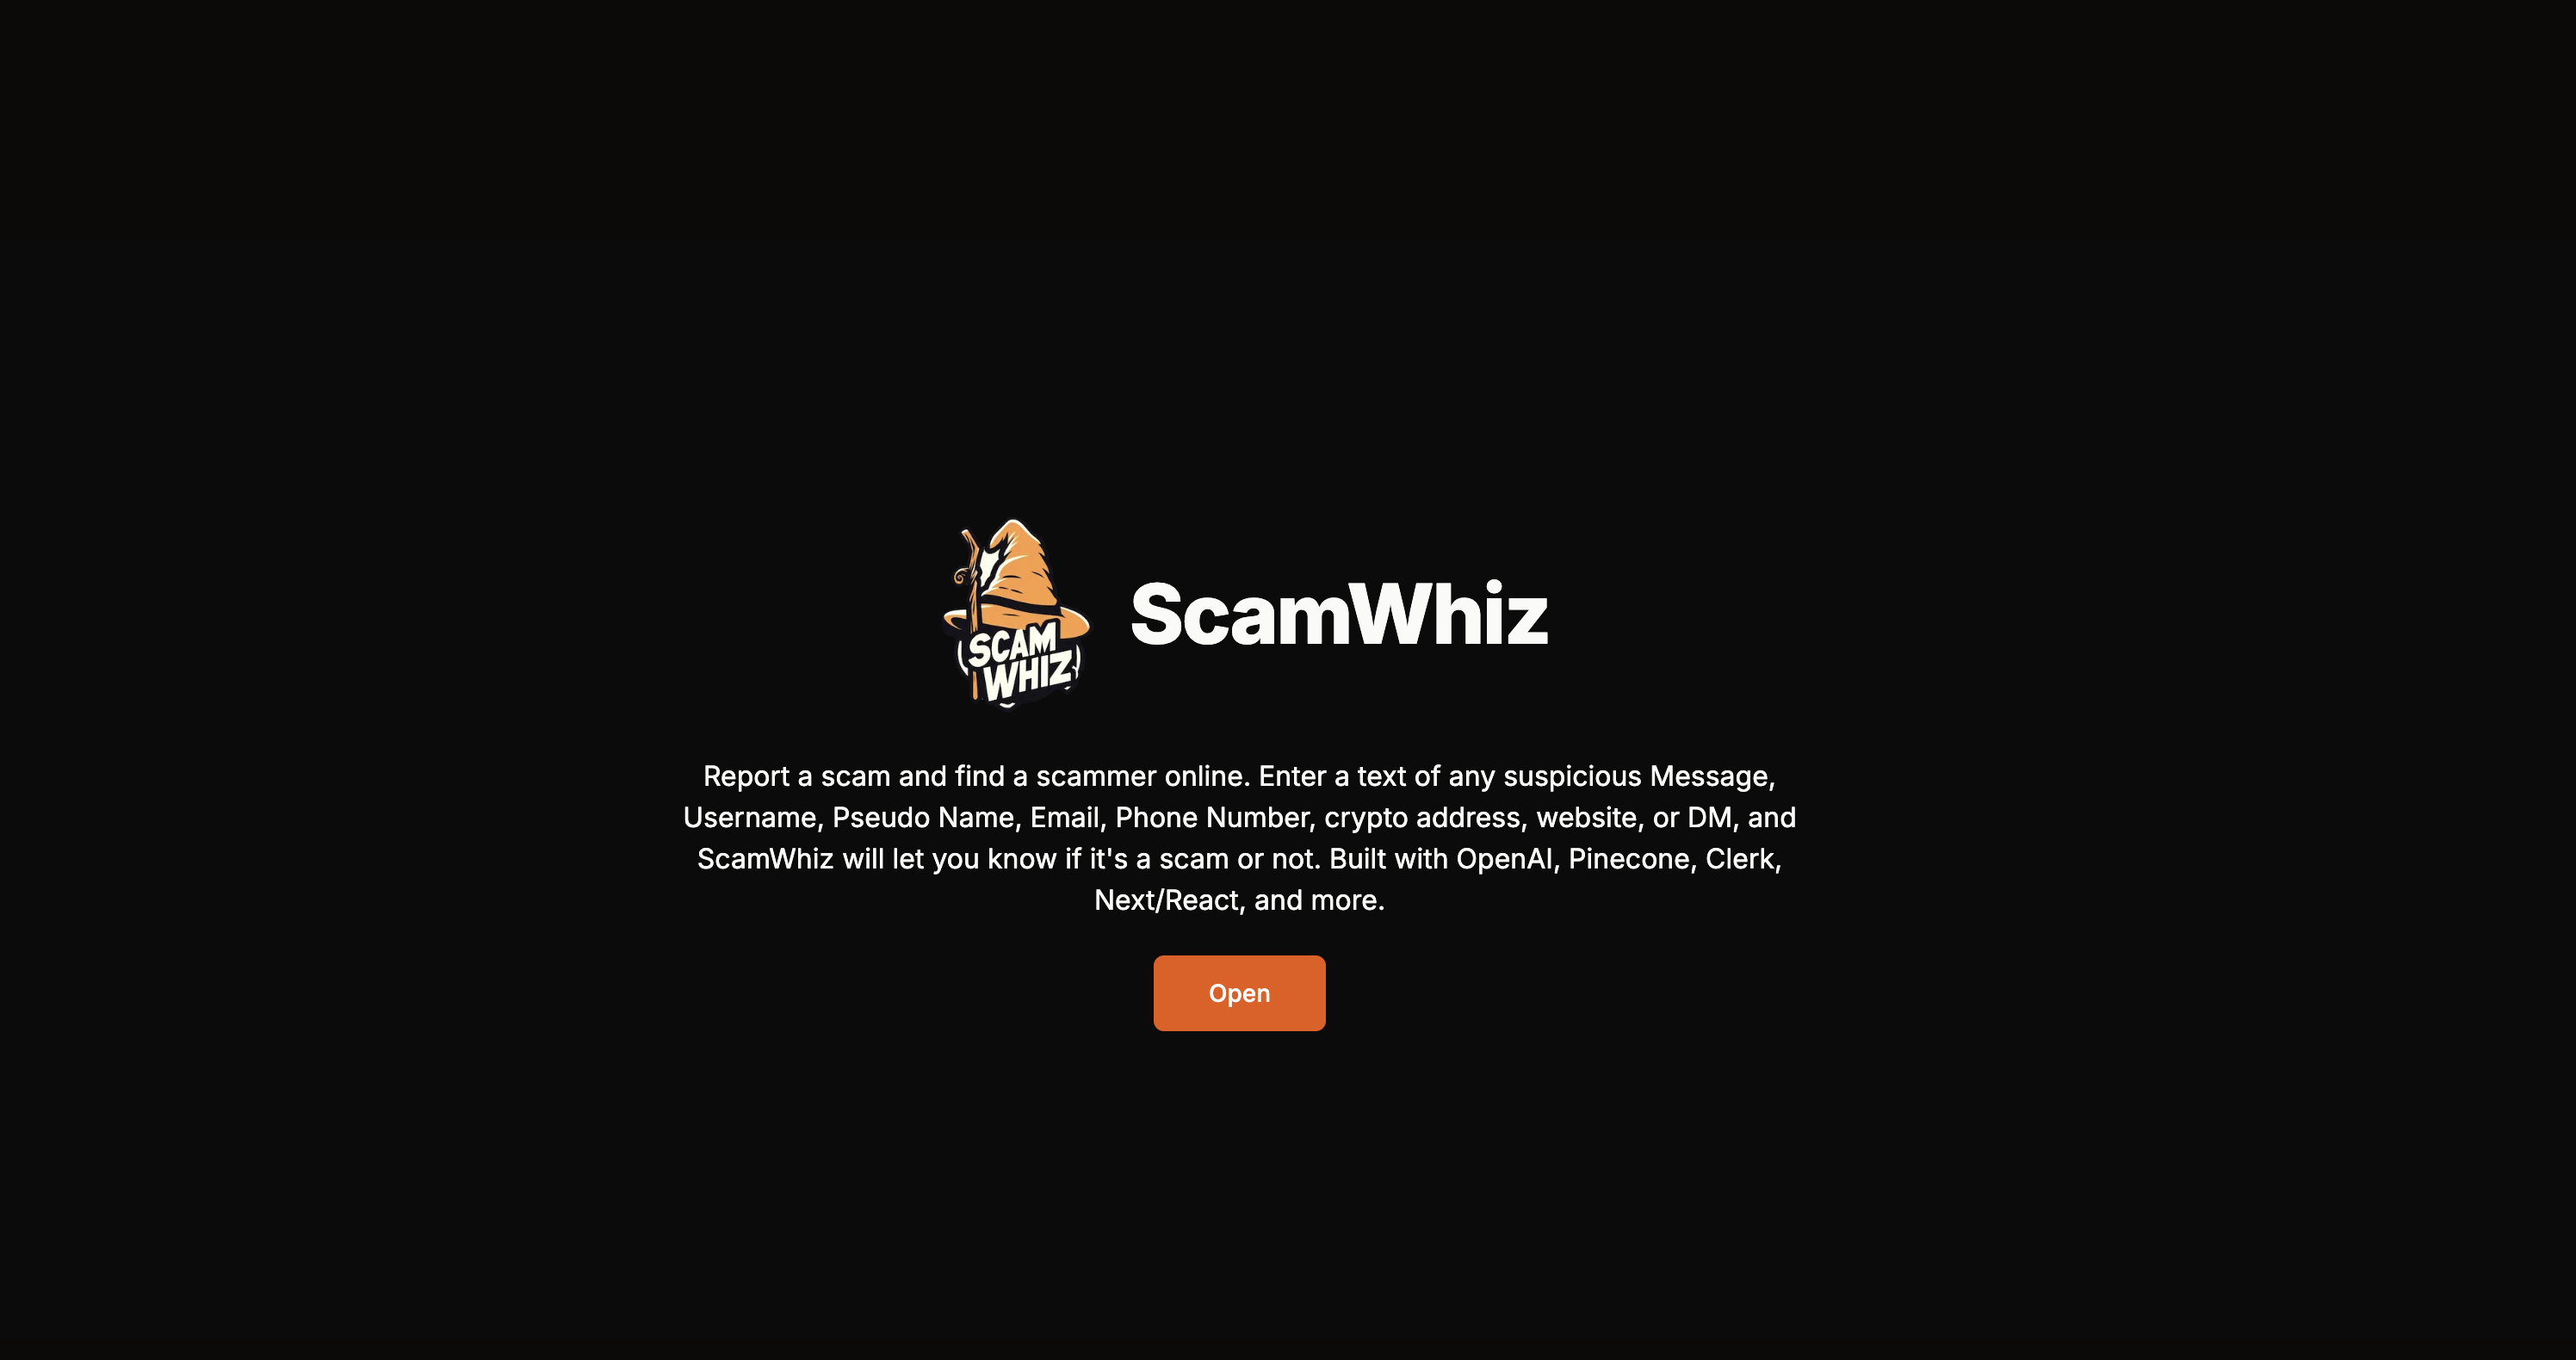 SCAM
WHIZ
ScamWhiz
Report a scam and find a scammer online. Enter a text of any suspicious Message,
Username, Pseudo Name, Email, Phone Number, crypto address, website, or DM, and
ScamWhiz will let you know if it's a scam or not. Built with OpenAI, Pinecone, Clerk,
Next/React, and more.
Open